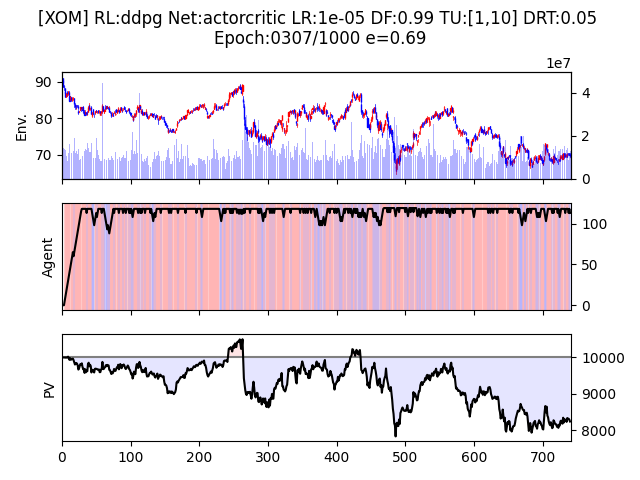 [XOM] RL:ddpg Net:actorcritic LR:1e-05 DF:0.99 TU:[1,10] DRT:0.05
Epoch:0307/1000 e=0.69
1e7
90
80
70
Env.
4
2
0
Agent
100
50
0
PV
10000
9000
8000
0 100 200 300 400 500 600 700